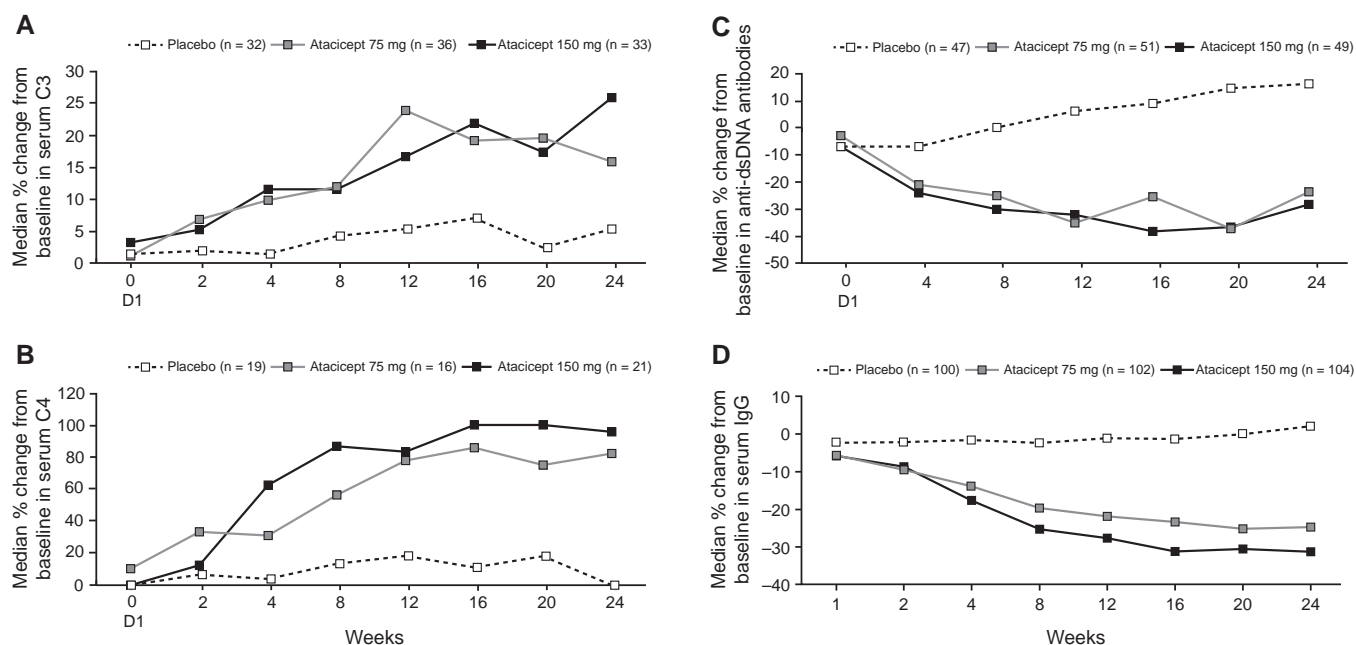 A
Placebo (n = 32) Atacicept 75 mg (n = 36) Atacicept 150 mg (n = 33)
Median % change from
baseline in serum C3
30
25
20
15
10
5
0
0 2 4 8 12 16 20 24
D1
B
Placebo (n = 19) Atacicept 75 mg (n = 16) Atacicept 150 mg (n = 21)
Median % change from
baseline in serum C4
120
100
80
60
40
20
0
0 2 4 8 12 16 20 24
D1
Weeks
C
Placebo (n = 47) Atacicept 75 mg (n = 51) Atacicept 150 mg (n = 49)
Median % change from
baseline in anti-dsDNA antibodies
20
10
0
-10
-20
-30
-40
-50
0 4 8 12 16 20 24
D1
D
Placebo (n = 100) Atacicept 75 mg (n = 102) Atacicept 150 mg (n = 104)
Median % change from
baseline in serum IgG
10
0
–10
–20
–30
–40
1 2 4 8 12 16 20 24
Weeks